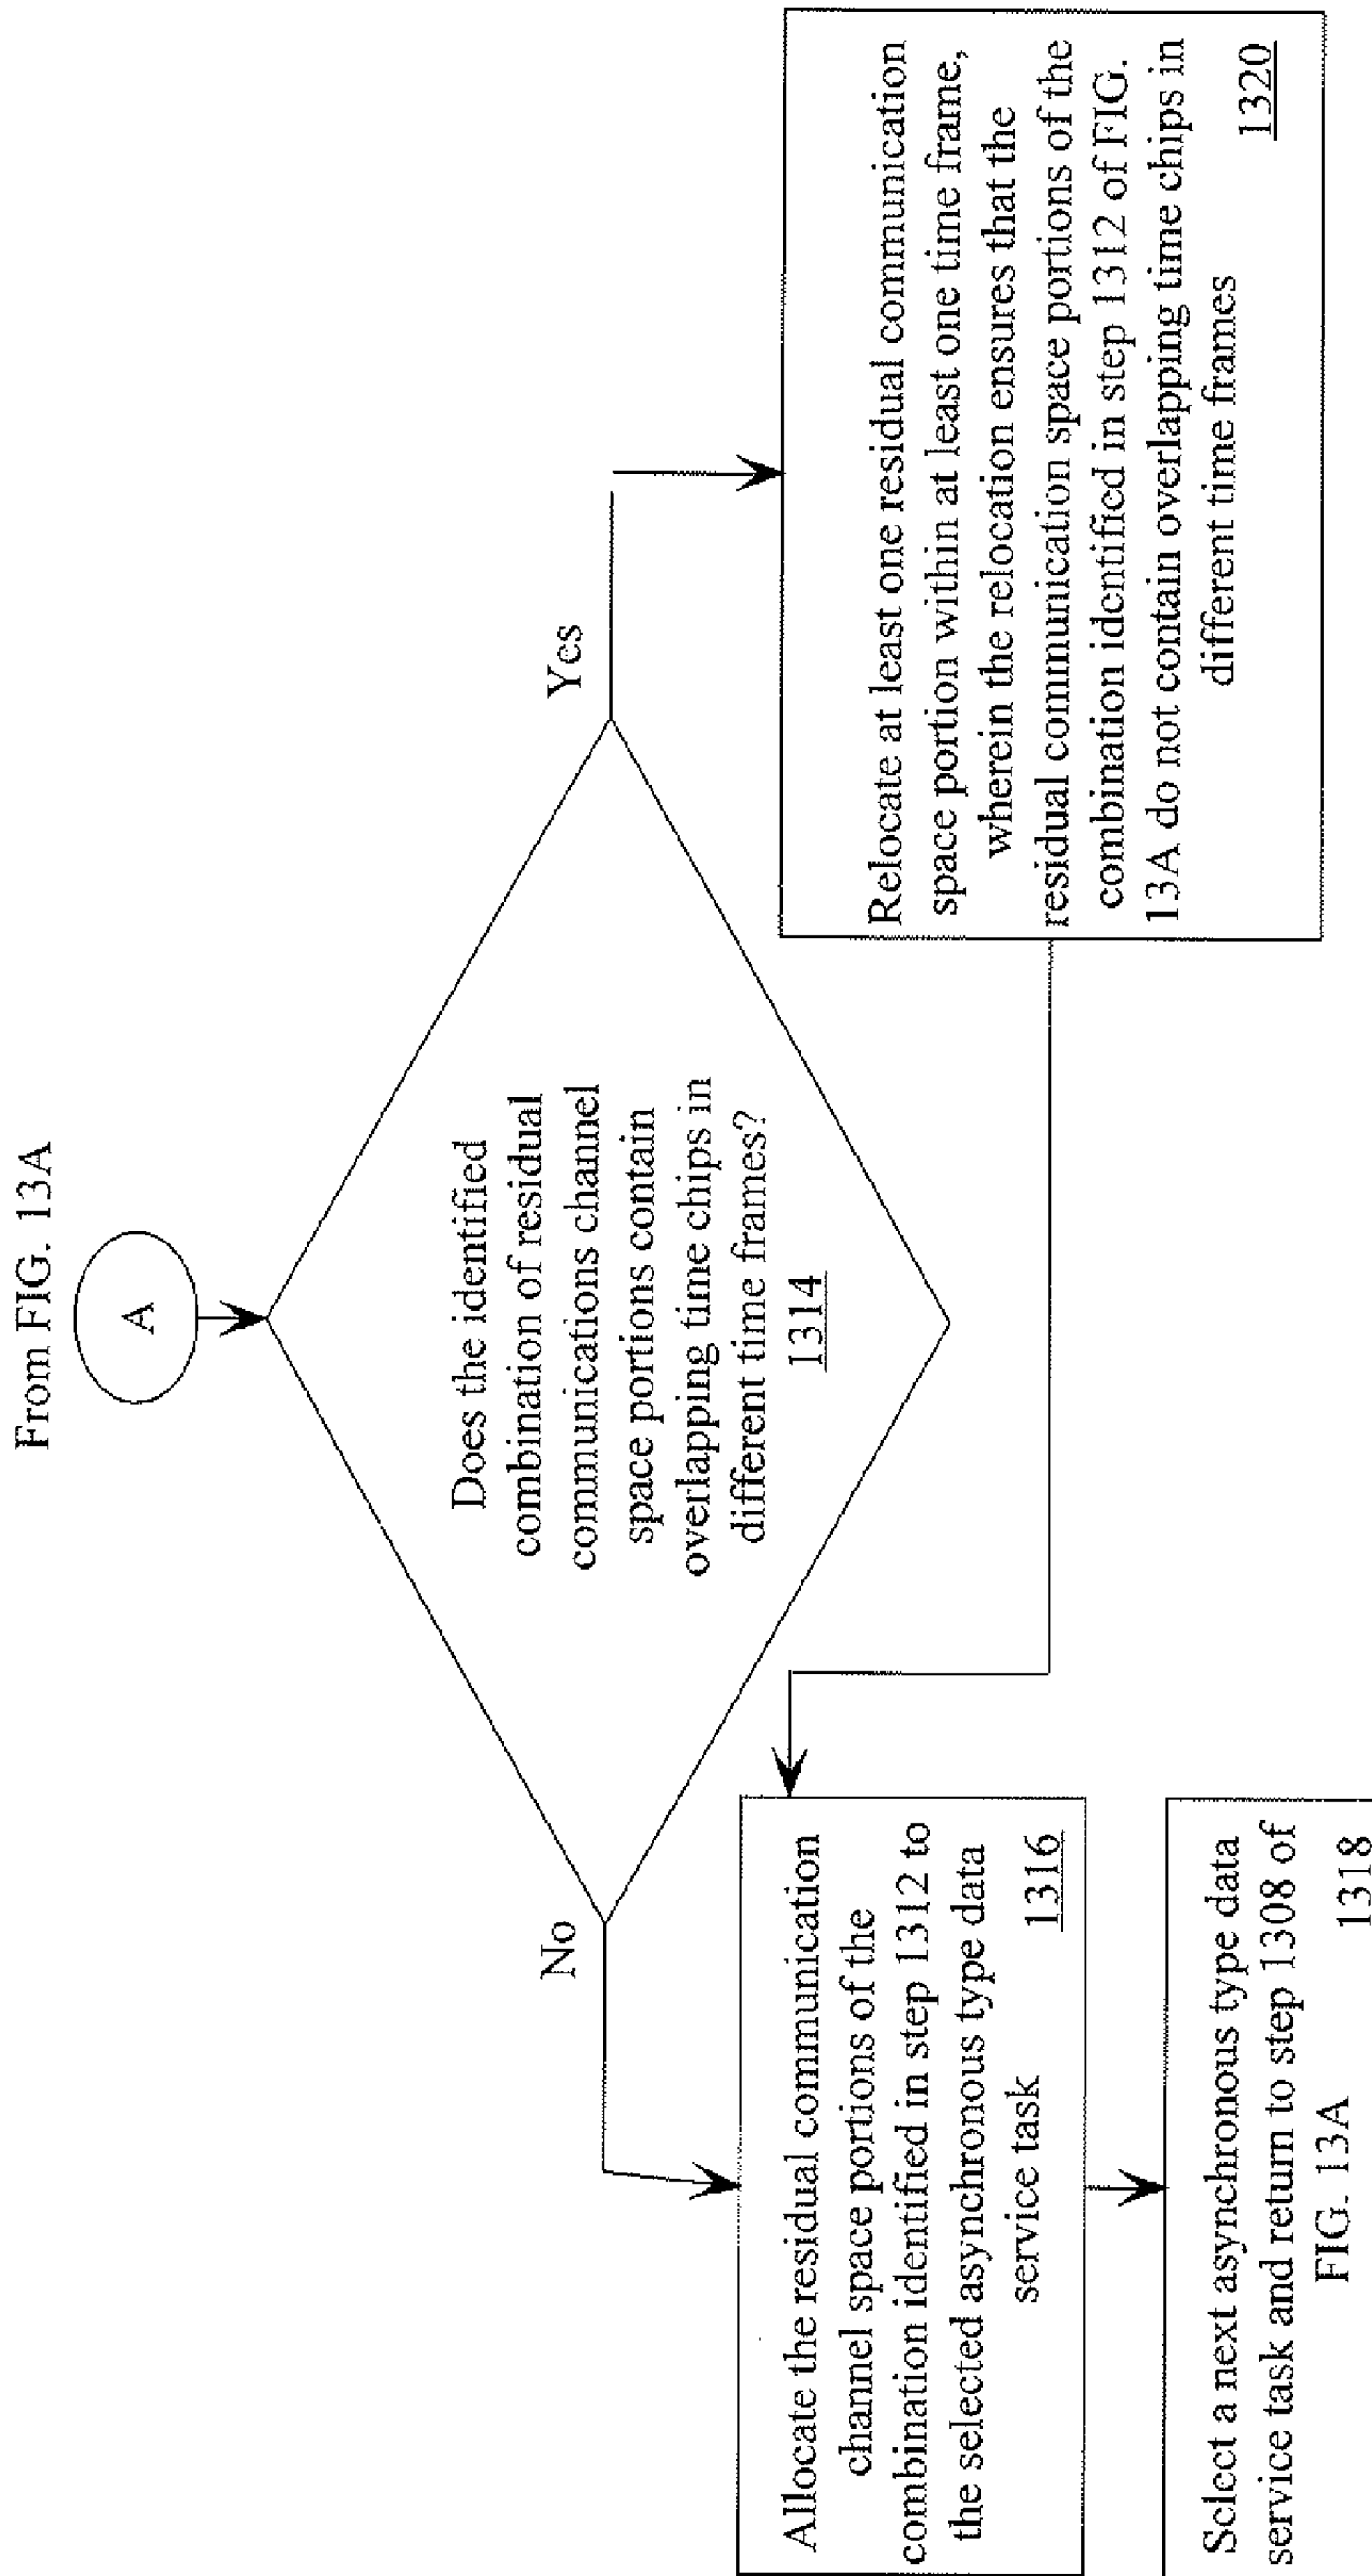 From FIG. 13A
A
Does the identified
combination of residual
communications channel
space portions contain
overlapping time chips in
different time frames?
1314
No
Yes
Allocate the residual communication
channel space portions of the
combination identified in step 1312 to
the selected asynchronous type data
service task
1316
Relocate at least one residual communication
space portion within at least one time frame,
wherein the relocation ensures that the
residual communication space portions of the
combination identified in step 1312 of FIG.
13A do not contain overlapping time chips in
different time frames
1320
Select a next asynchronous type data
service task and return to step 1308 of
FIG. 13A
1318